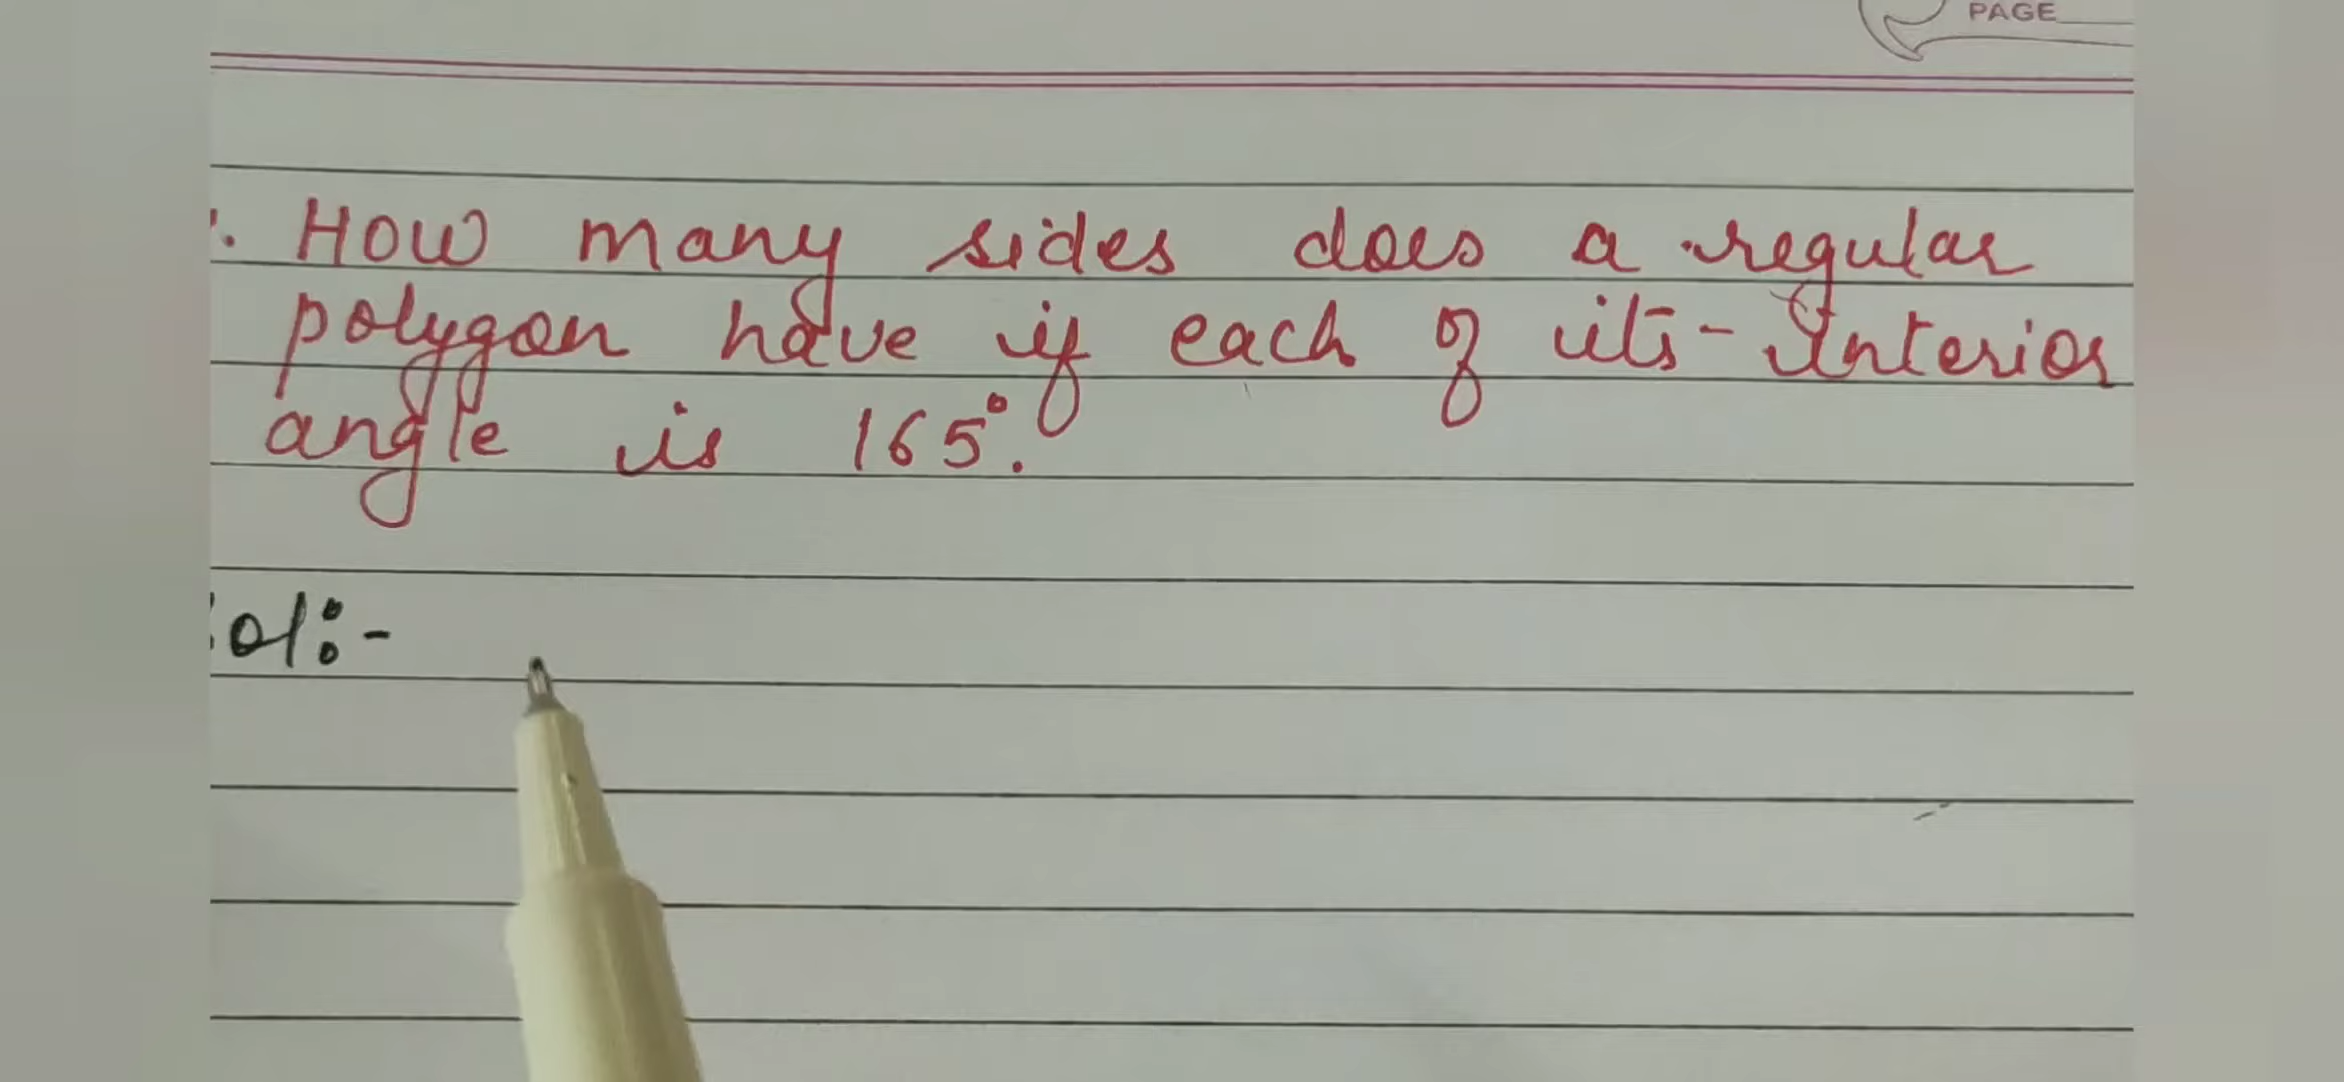 PAGE
. How many sides does a regular
polygon have if each of its - Interior
angle is 165°.
ol:-